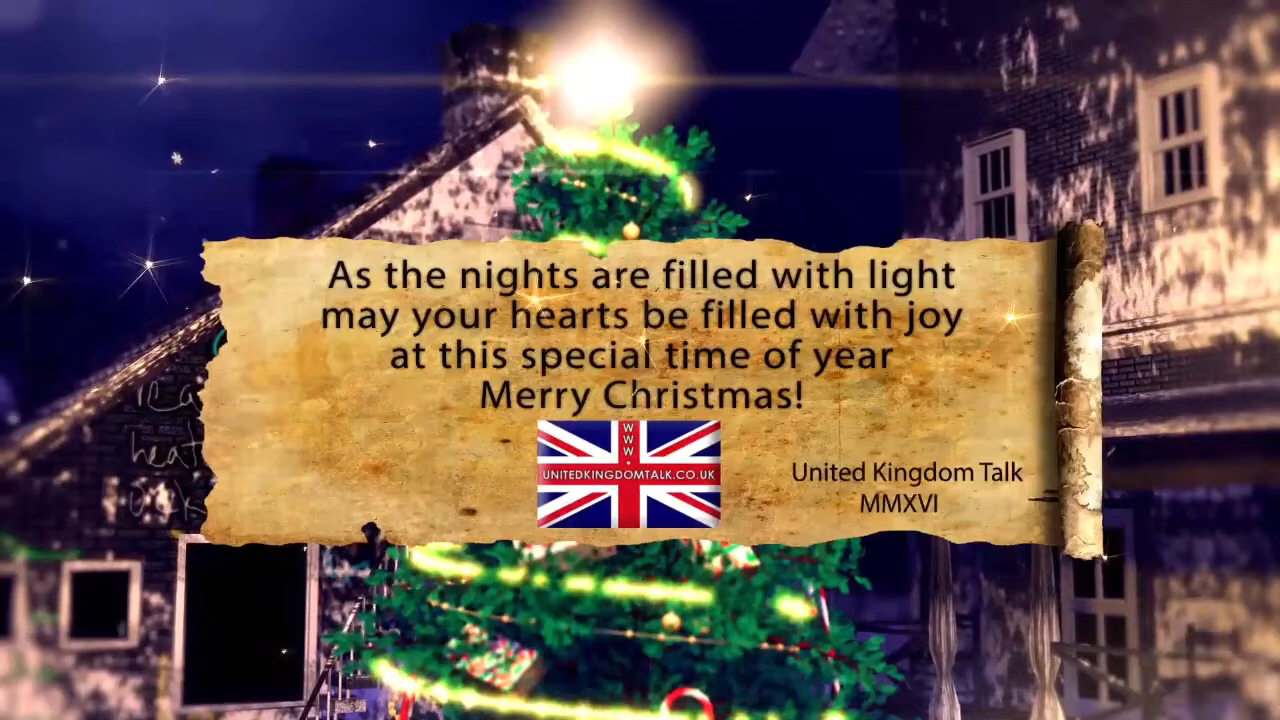 As the nights are filled with light
may your hearts be filled with joy
at this special time of year
Merry Christmas!
WWW.
UNITEDKINGDOMTALK.CO.UK
United Kingdom Talk
MMXVI